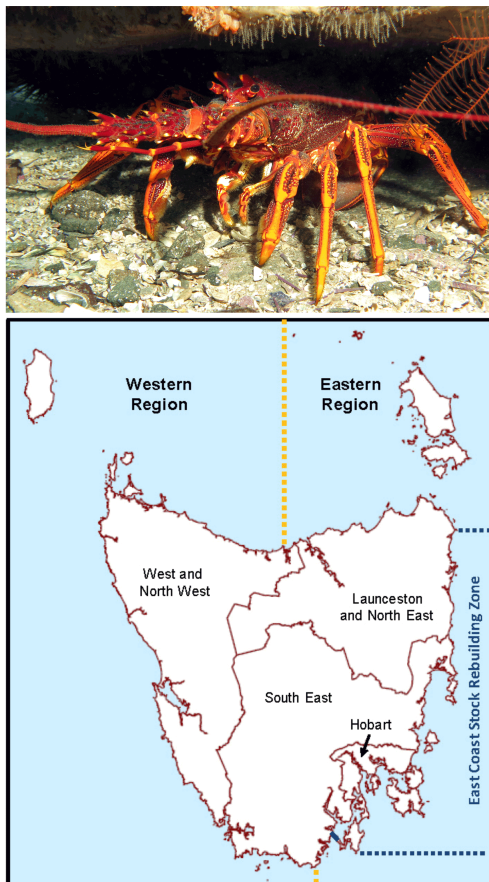 Western
Region
Eastern
Region
West and
North West
Launceston
and North East
South East
Hobart
East Coast Stock Rebuilding Zone